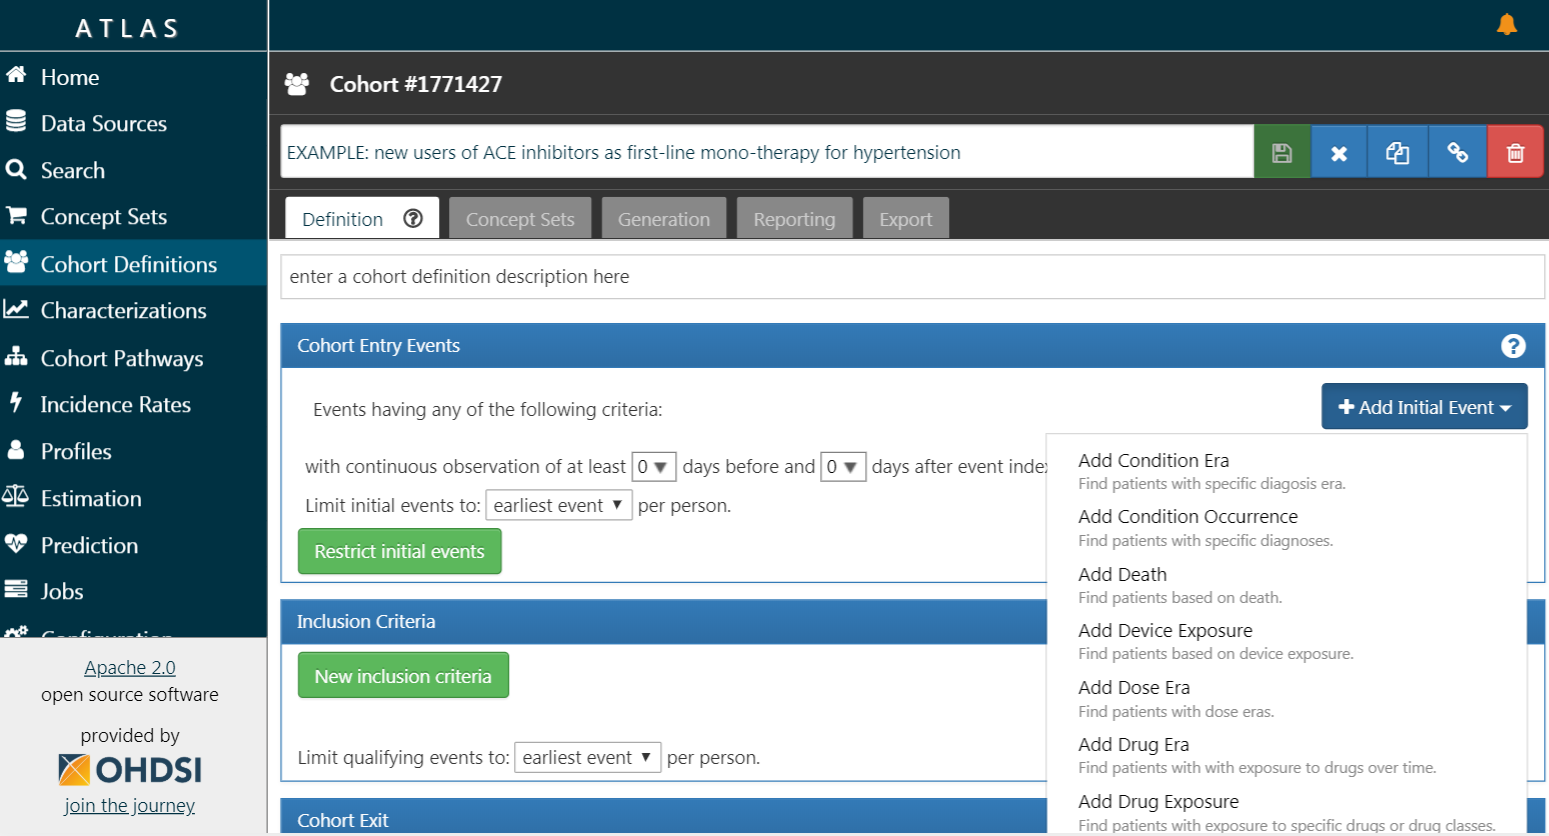 ATLAS
Home
Data Sources
Search
Concept Sets
Cohort Definitions
Characterizations
Cohort Pathways
Incidence Rates
Profiles
Estimation
Prediction
Jobs
Configuration
Apache 2.0
open source software
provided by
OHDSI
join the journey
Cohort #1771427
EXAMPLE: new users of ACE inhibitors as first-line mono-therapy for hypertension
Definition ? Concept Sets Generation Reporting Export
enter a cohort definition description here
Cohort Entry Events ?
Events having any of the following criteria:
+ Add Initial Event
with continuous observation of at least 0 ▼ days before and 0 ▼ days after event index
Limit initial events to: earliest event ▼ per person.
Restrict initial events
Inclusion Criteria
New inclusion criteria
Limit qualifying events to: earliest event ▼ per person.
Cohort Exit
Add Condition Era
Find patients with specific diagosis era.
Add Condition Occurrence
Find patients with specific diagnoses.
Add Death
Find patients based on death.
Add Device Exposure
Find patients based on device exposure.
Add Dose Era
Find patients with dose eras.
Add Drug Era
Find patients with with exposure to drugs over time.
Add Drug Exposure
Find patients with exposure to specific drugs or drug classes.